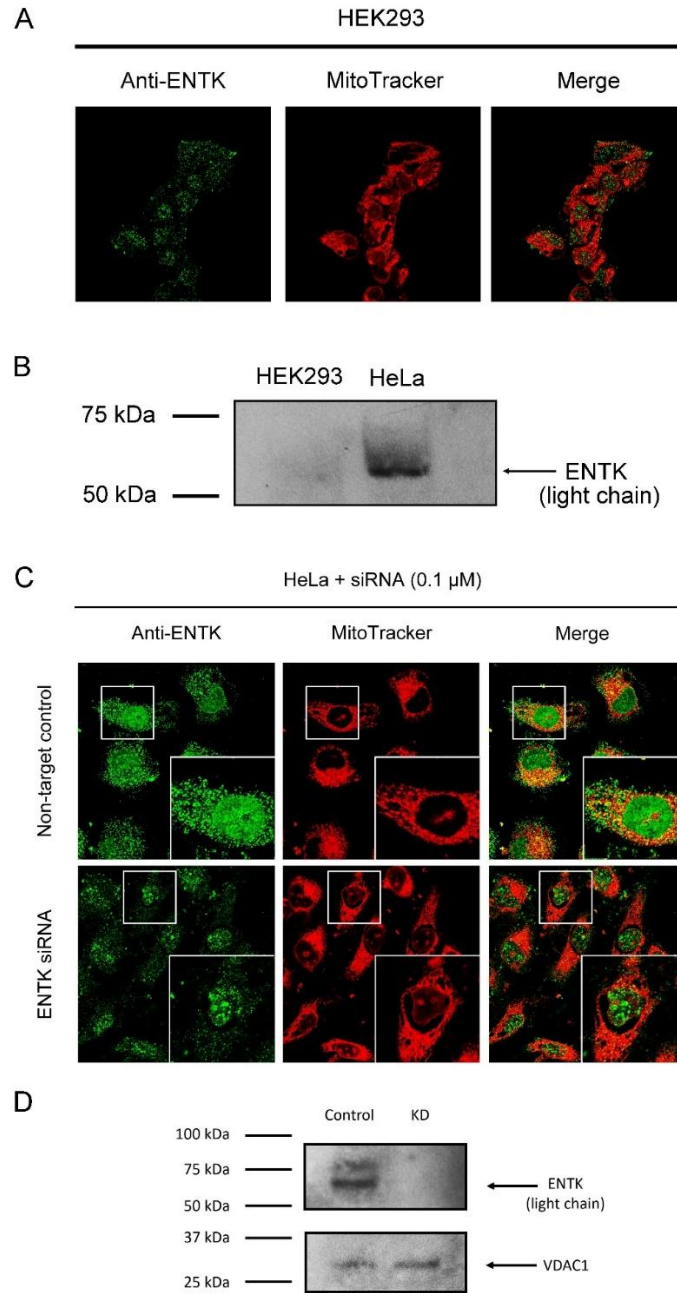 A
HEK293
Anti-ENTK MitoTracker Merge
B
HEK293 HeLa
75 kDa
50 kDa
ENTK
(light chain)
C
HeLa + siRNA (0.1 µM)
Anti-ENTK MitoTracker Merge
Non-target control
ENTK siRNA
D
Control KD
100 kDa
75 kDa
50 kDa
ENTK
(light chain)
37 kDa
25 kDa
VDAC1